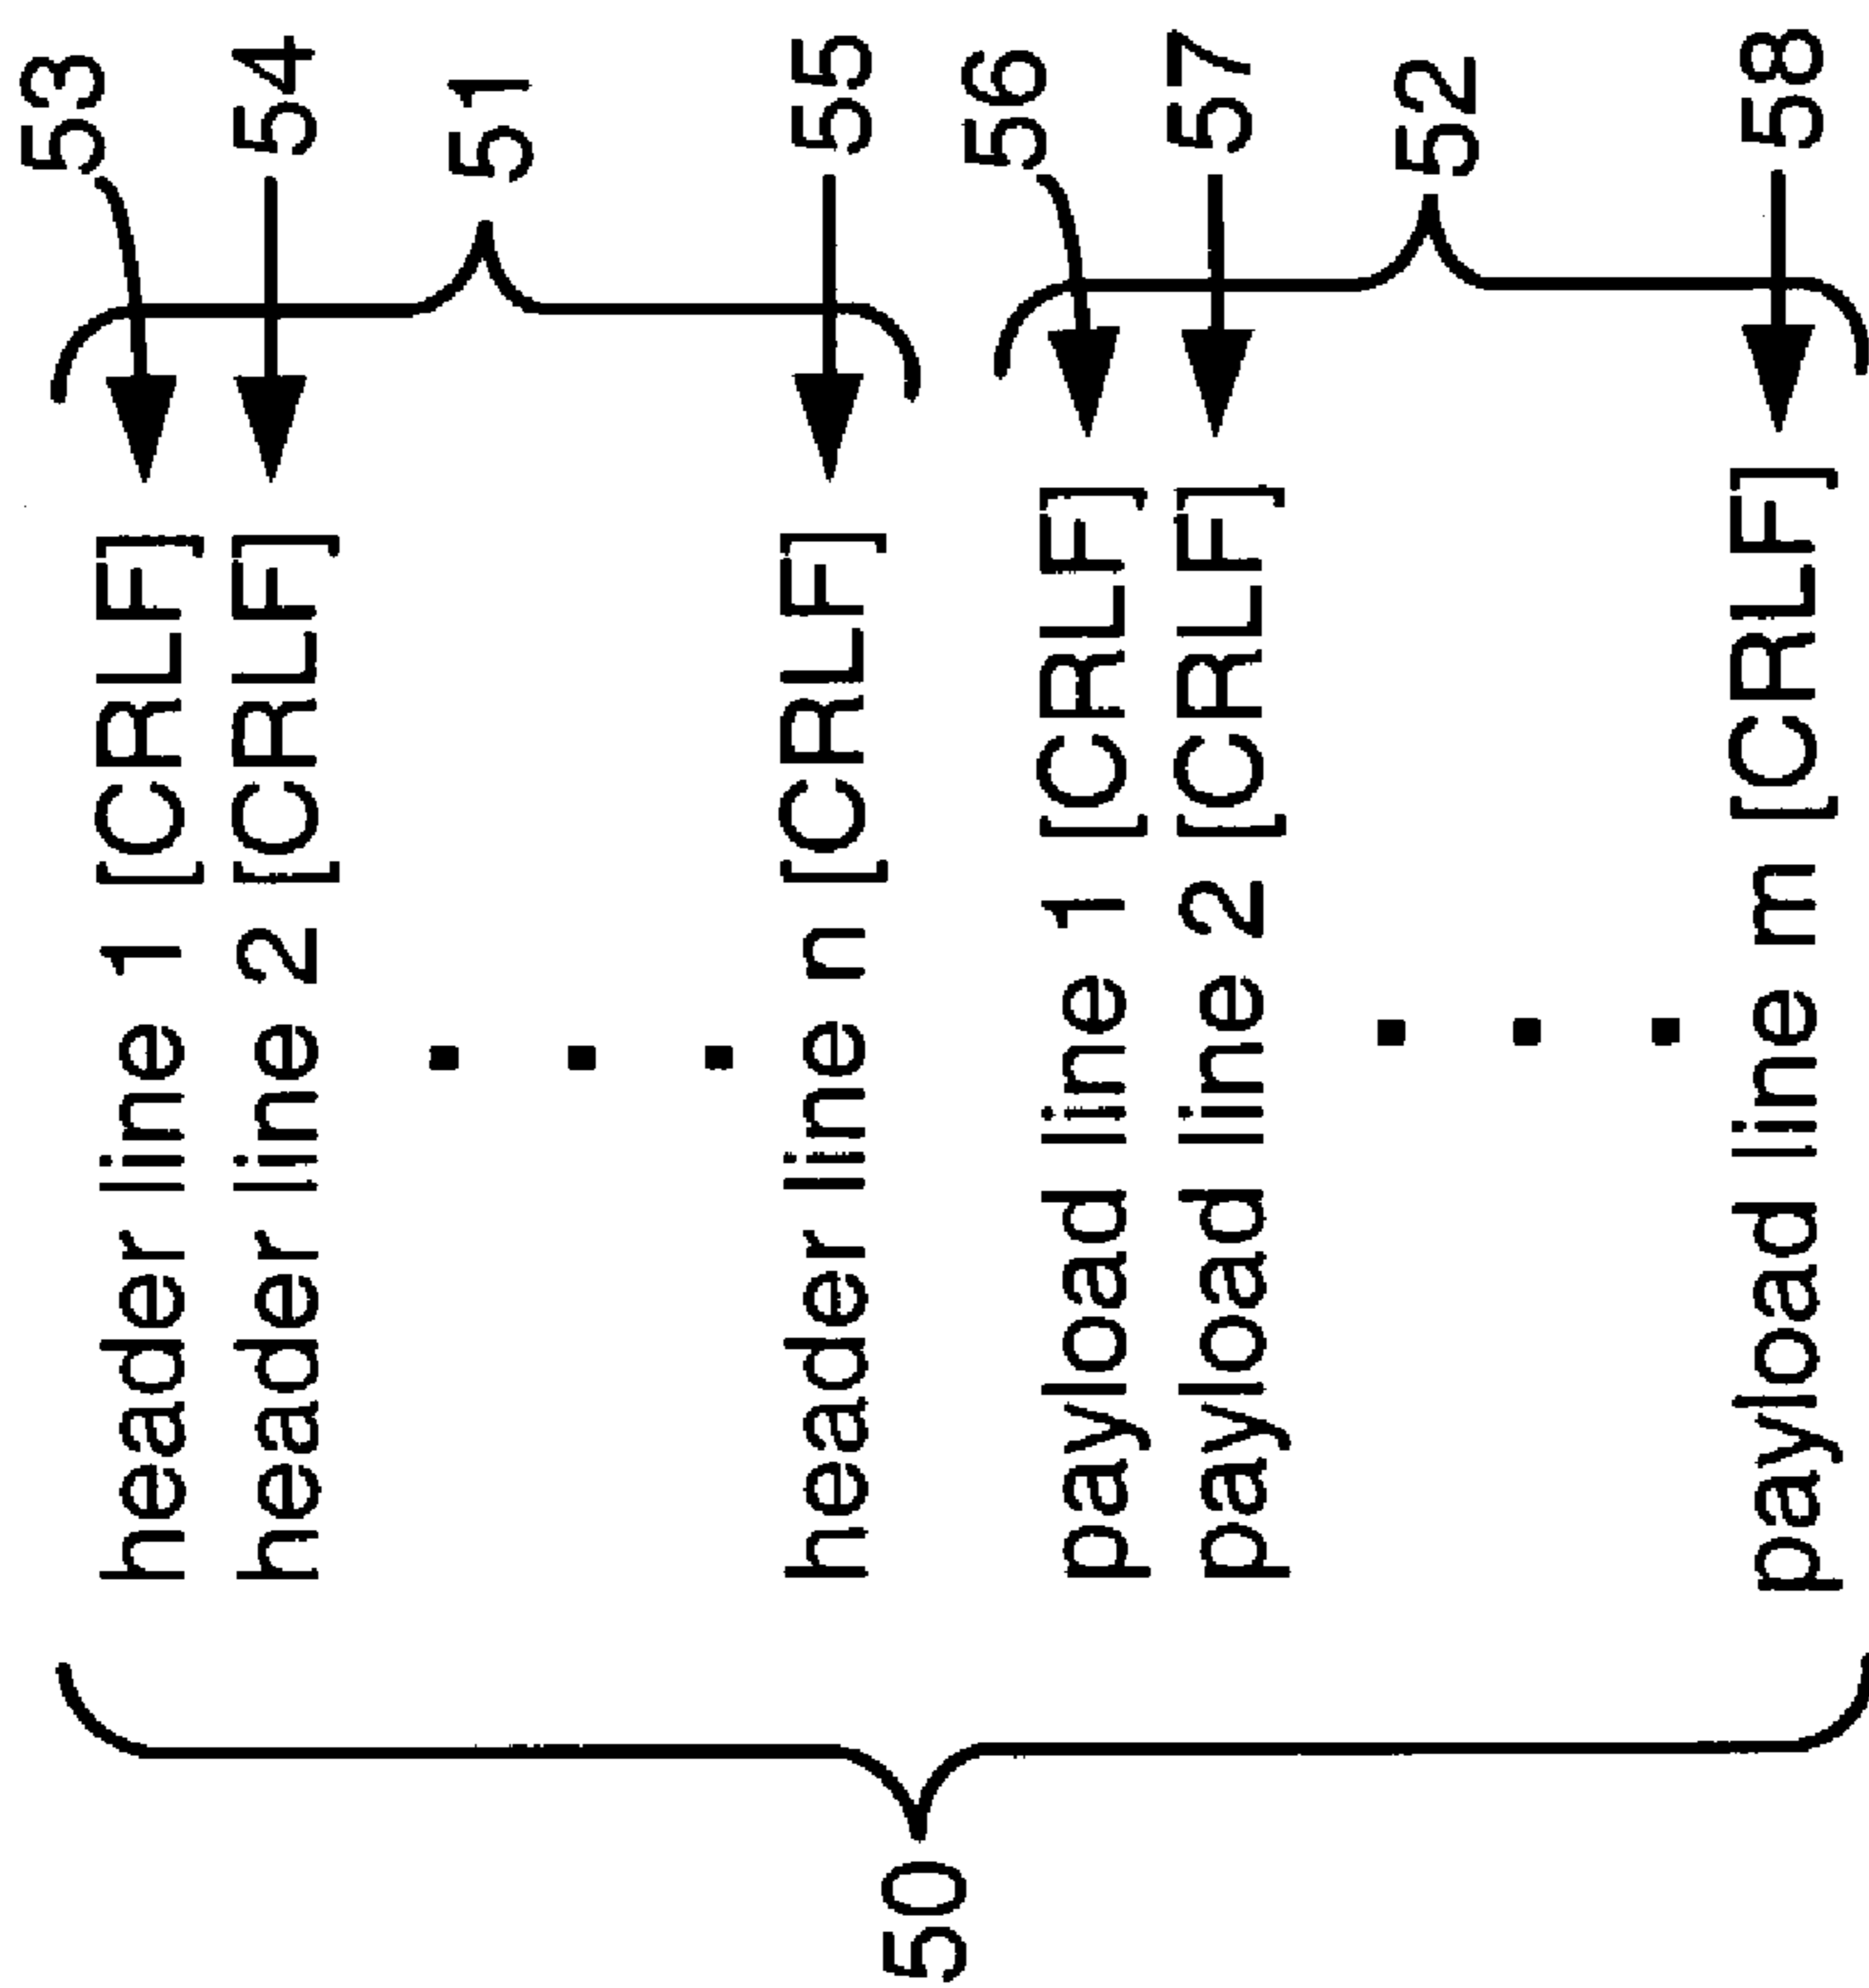 header line 1 [CRLF] 53
header line 2 [CRLF] 54
51
header line n [CRLF] 55
50
payload line 1 [CRLF] 56
payload line 2 [CRLF] 57
52
payload line m [CRLF] 58